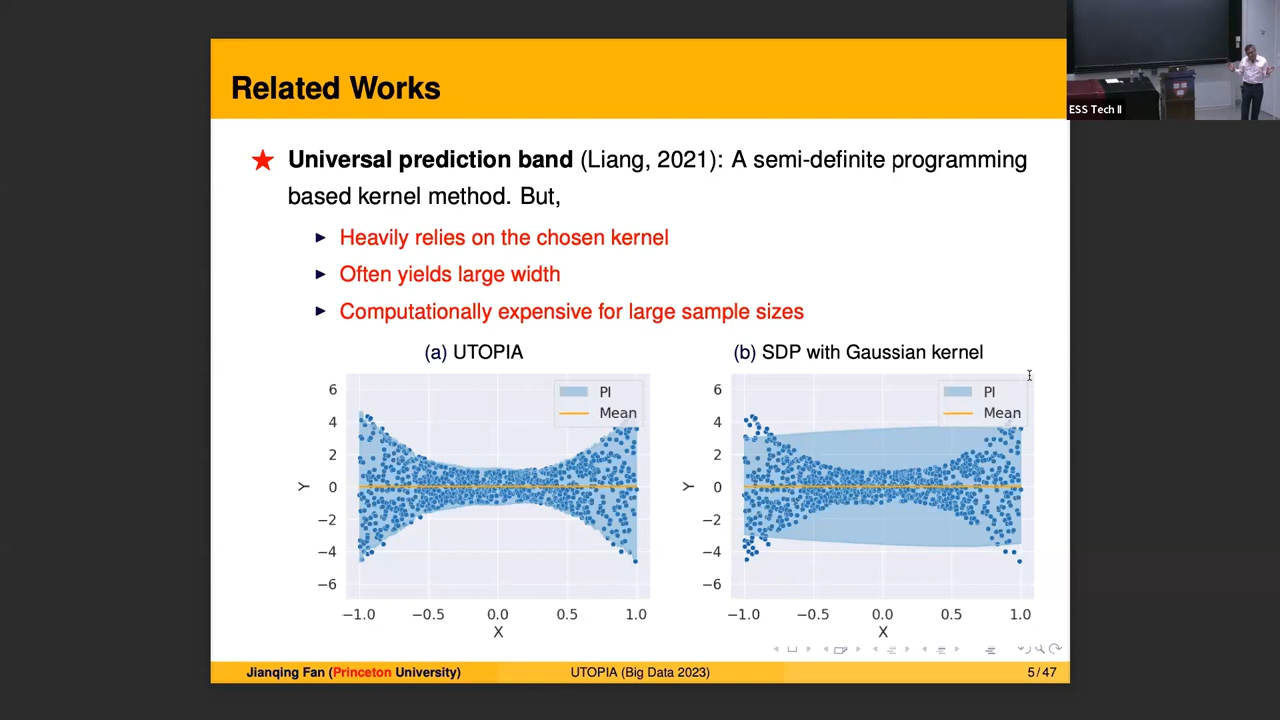 Related Works
ESS Tech II
★ Universal prediction band (Liang, 2021): A semi-definite programming
based kernel method. But,
▶ Heavily relies on the chosen kernel
▶ Often yields large width
▶ Computationally expensive for large sample sizes
(a) UTOPIA
(b) SDP with Gaussian kernel
6
4
2
0
−2
−4
−6
Y
PI
Mean
−1.0 −0.5 0.0 0.5 1.0
X
6
4
2
0
−2
−4
−6
Y
PI
Mean
−1.0 −0.5 0.0 0.5 1.0
X
Jianqing Fan (Princeton University) UTOPIA (Big Data 2023) 5 / 47